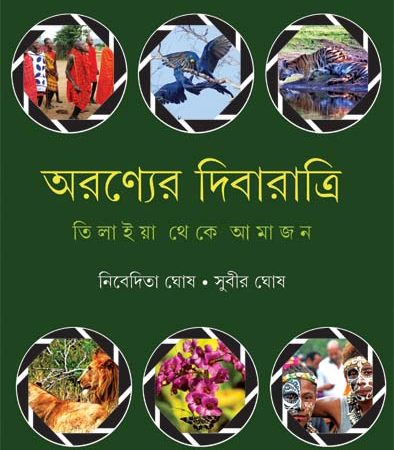 অরণ্যের দিবারাত্রি
তিলাইয়া থেকে আমাজন
নিবেদিতা ঘোষ • সুবীর ঘোষ